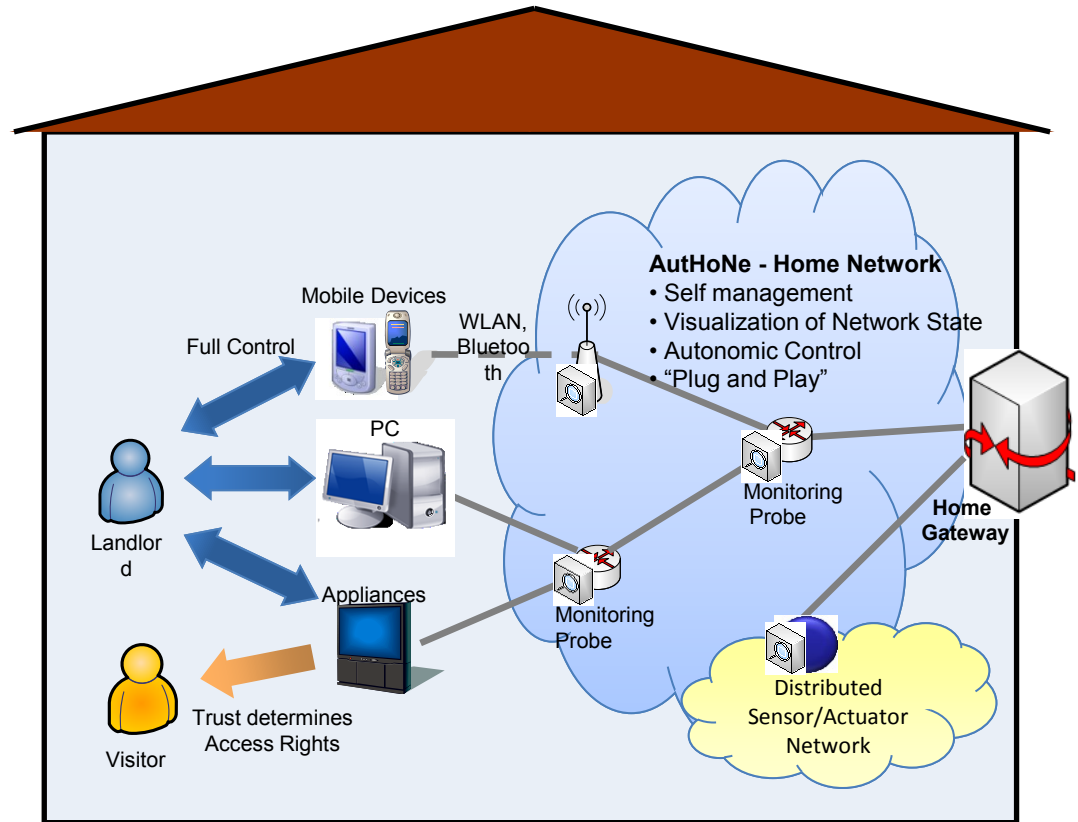 AutHoNe - Home Network
• Self management
• Visualization of Network State
• Autonomic Control
• “Plug and Play”
Mobile Devices
WLAN,
Bluetoo
th
Full Control
PC
Landlor
d
Appliances
Monitoring
Probe
Monitoring
Probe
Home
Gateway
Distributed
Sensor/Actuator
Network
Trust determines
Access Rights
Visitor